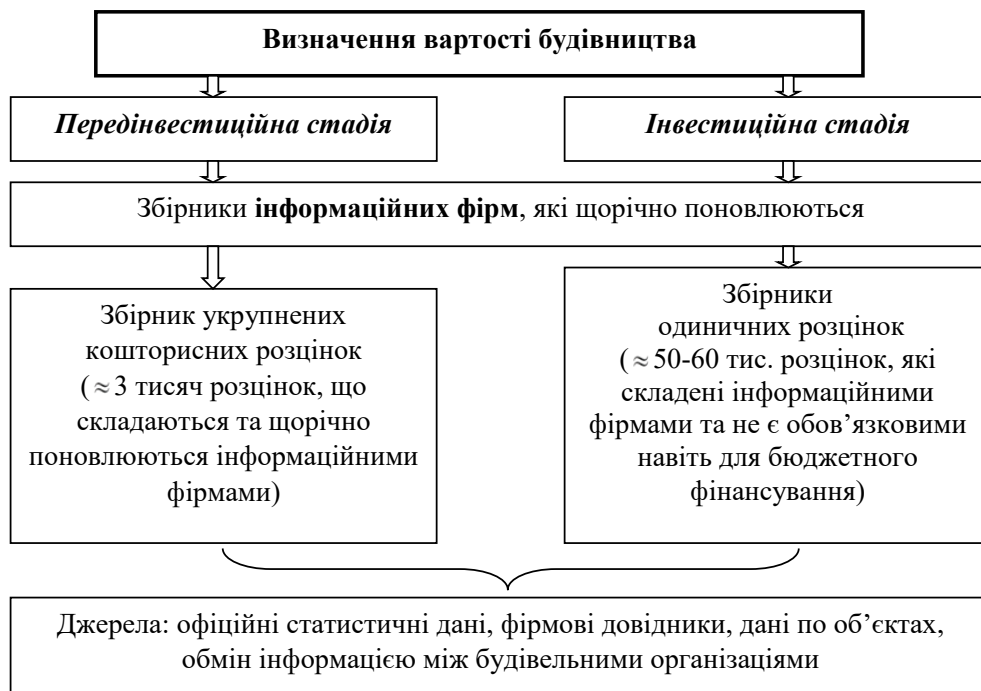 Визначення вартості будівництва
Передінвестиційна стадія
Інвестиційна стадія
Збірники інформаційних фірм, які щорічно поновлюються
Збірник укрупнених
кошторисних розцінок
(≈3 тисяч розцінок, що
складаються та щорічно
поновлюються інформаційними
фірмами)
Збірники
одиничних розцінок
(≈50-60 тис. розцінок, які
складені інформаційними
фірмами та не є обов’язковими
навіть для бюджетного
фінансування)
Джерела: офіційні статистичні дані, фірмові довідники, дані по об’єктах,
обмін інформацією між будівельними організаціями